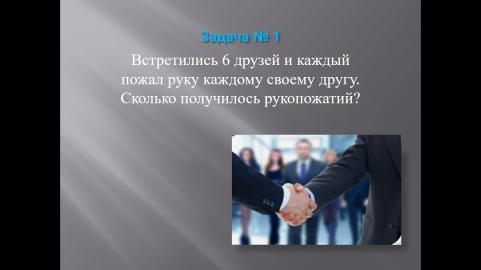 Задача № 1
Встретились 6 друзей и каждый
пожал руку каждому своему другу.
Сколько получилось рукопожатий?